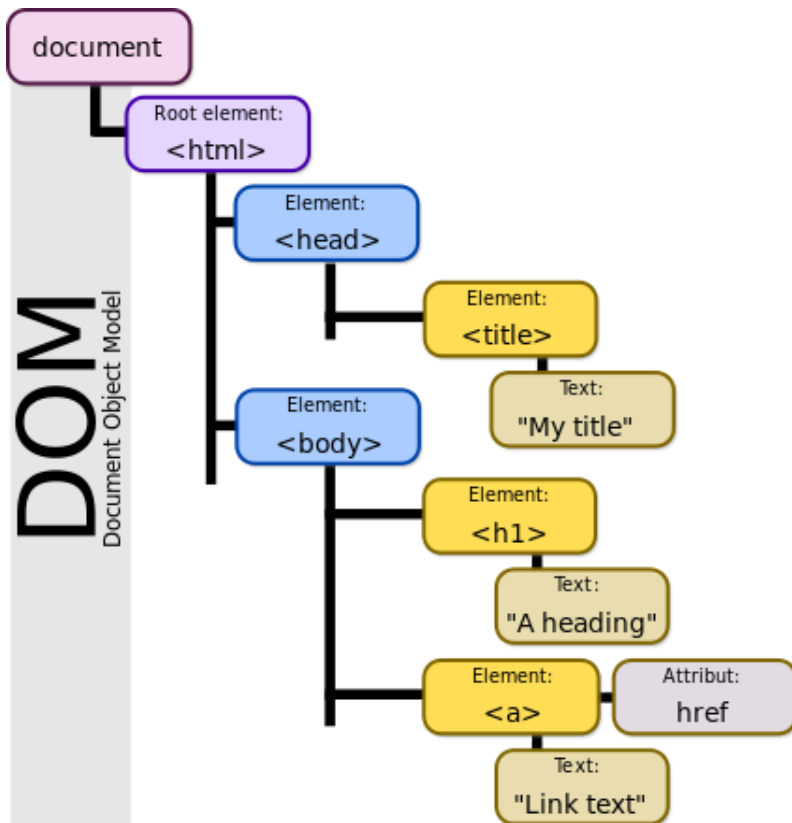 document
Root element:
<html>
Element:
<head>
Element:
<title>
Text:
"My title"
Element:
<body>
Element:
<h1>
Text:
"A heading"
Element:
<a>
Attribut:
href
Text:
"Link text"
DOM
Document Object Model